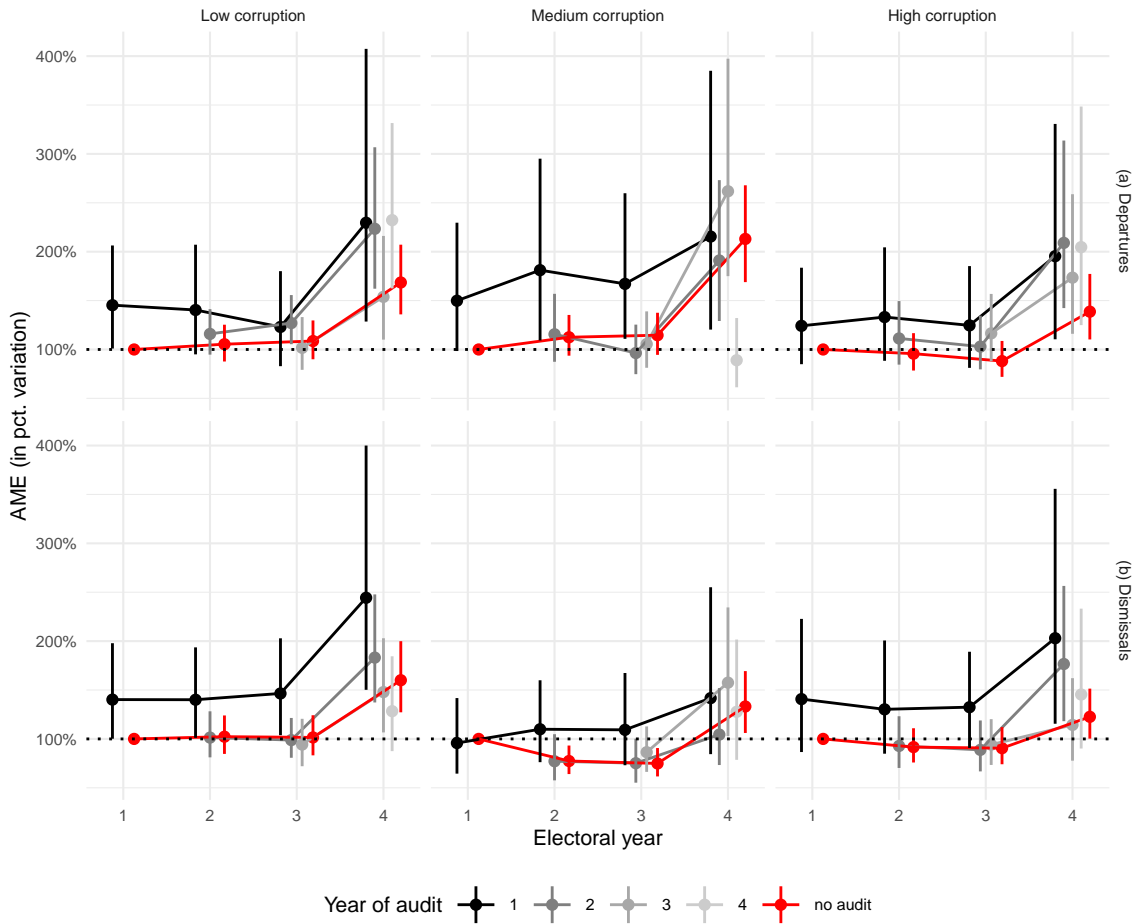 Low corruption
Medium corruption
High corruption
400%
300%
200%
100%
(a) Departures
AME (in pct. variation)
400%
300%
200%
100%
(b) Dismissals
1 2 3 4
1 2 3 4
1 2 3 4
Electoral year
Year of audit 1 2 3 4 no audit